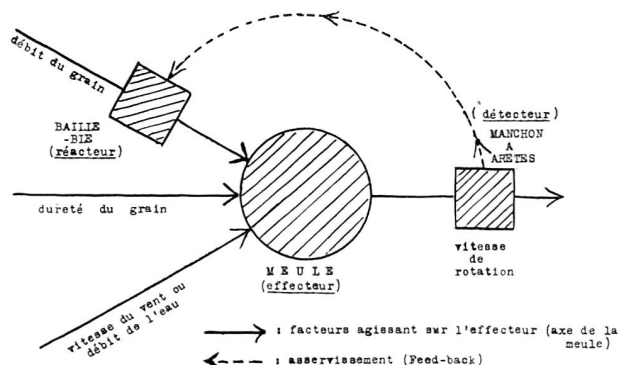 débit du grain
BAILLE
-BLE
(réacteur)
(détecteur)
MANCHON
A
ARETES
dureté du grain
vitesse
de
rotation
MEULE
(effecteur)
vitesse du vent ou
débit de l'eau
: facteurs agissant sur l'effecteur (axe de la
meule)
: asservissement (Feed-back)